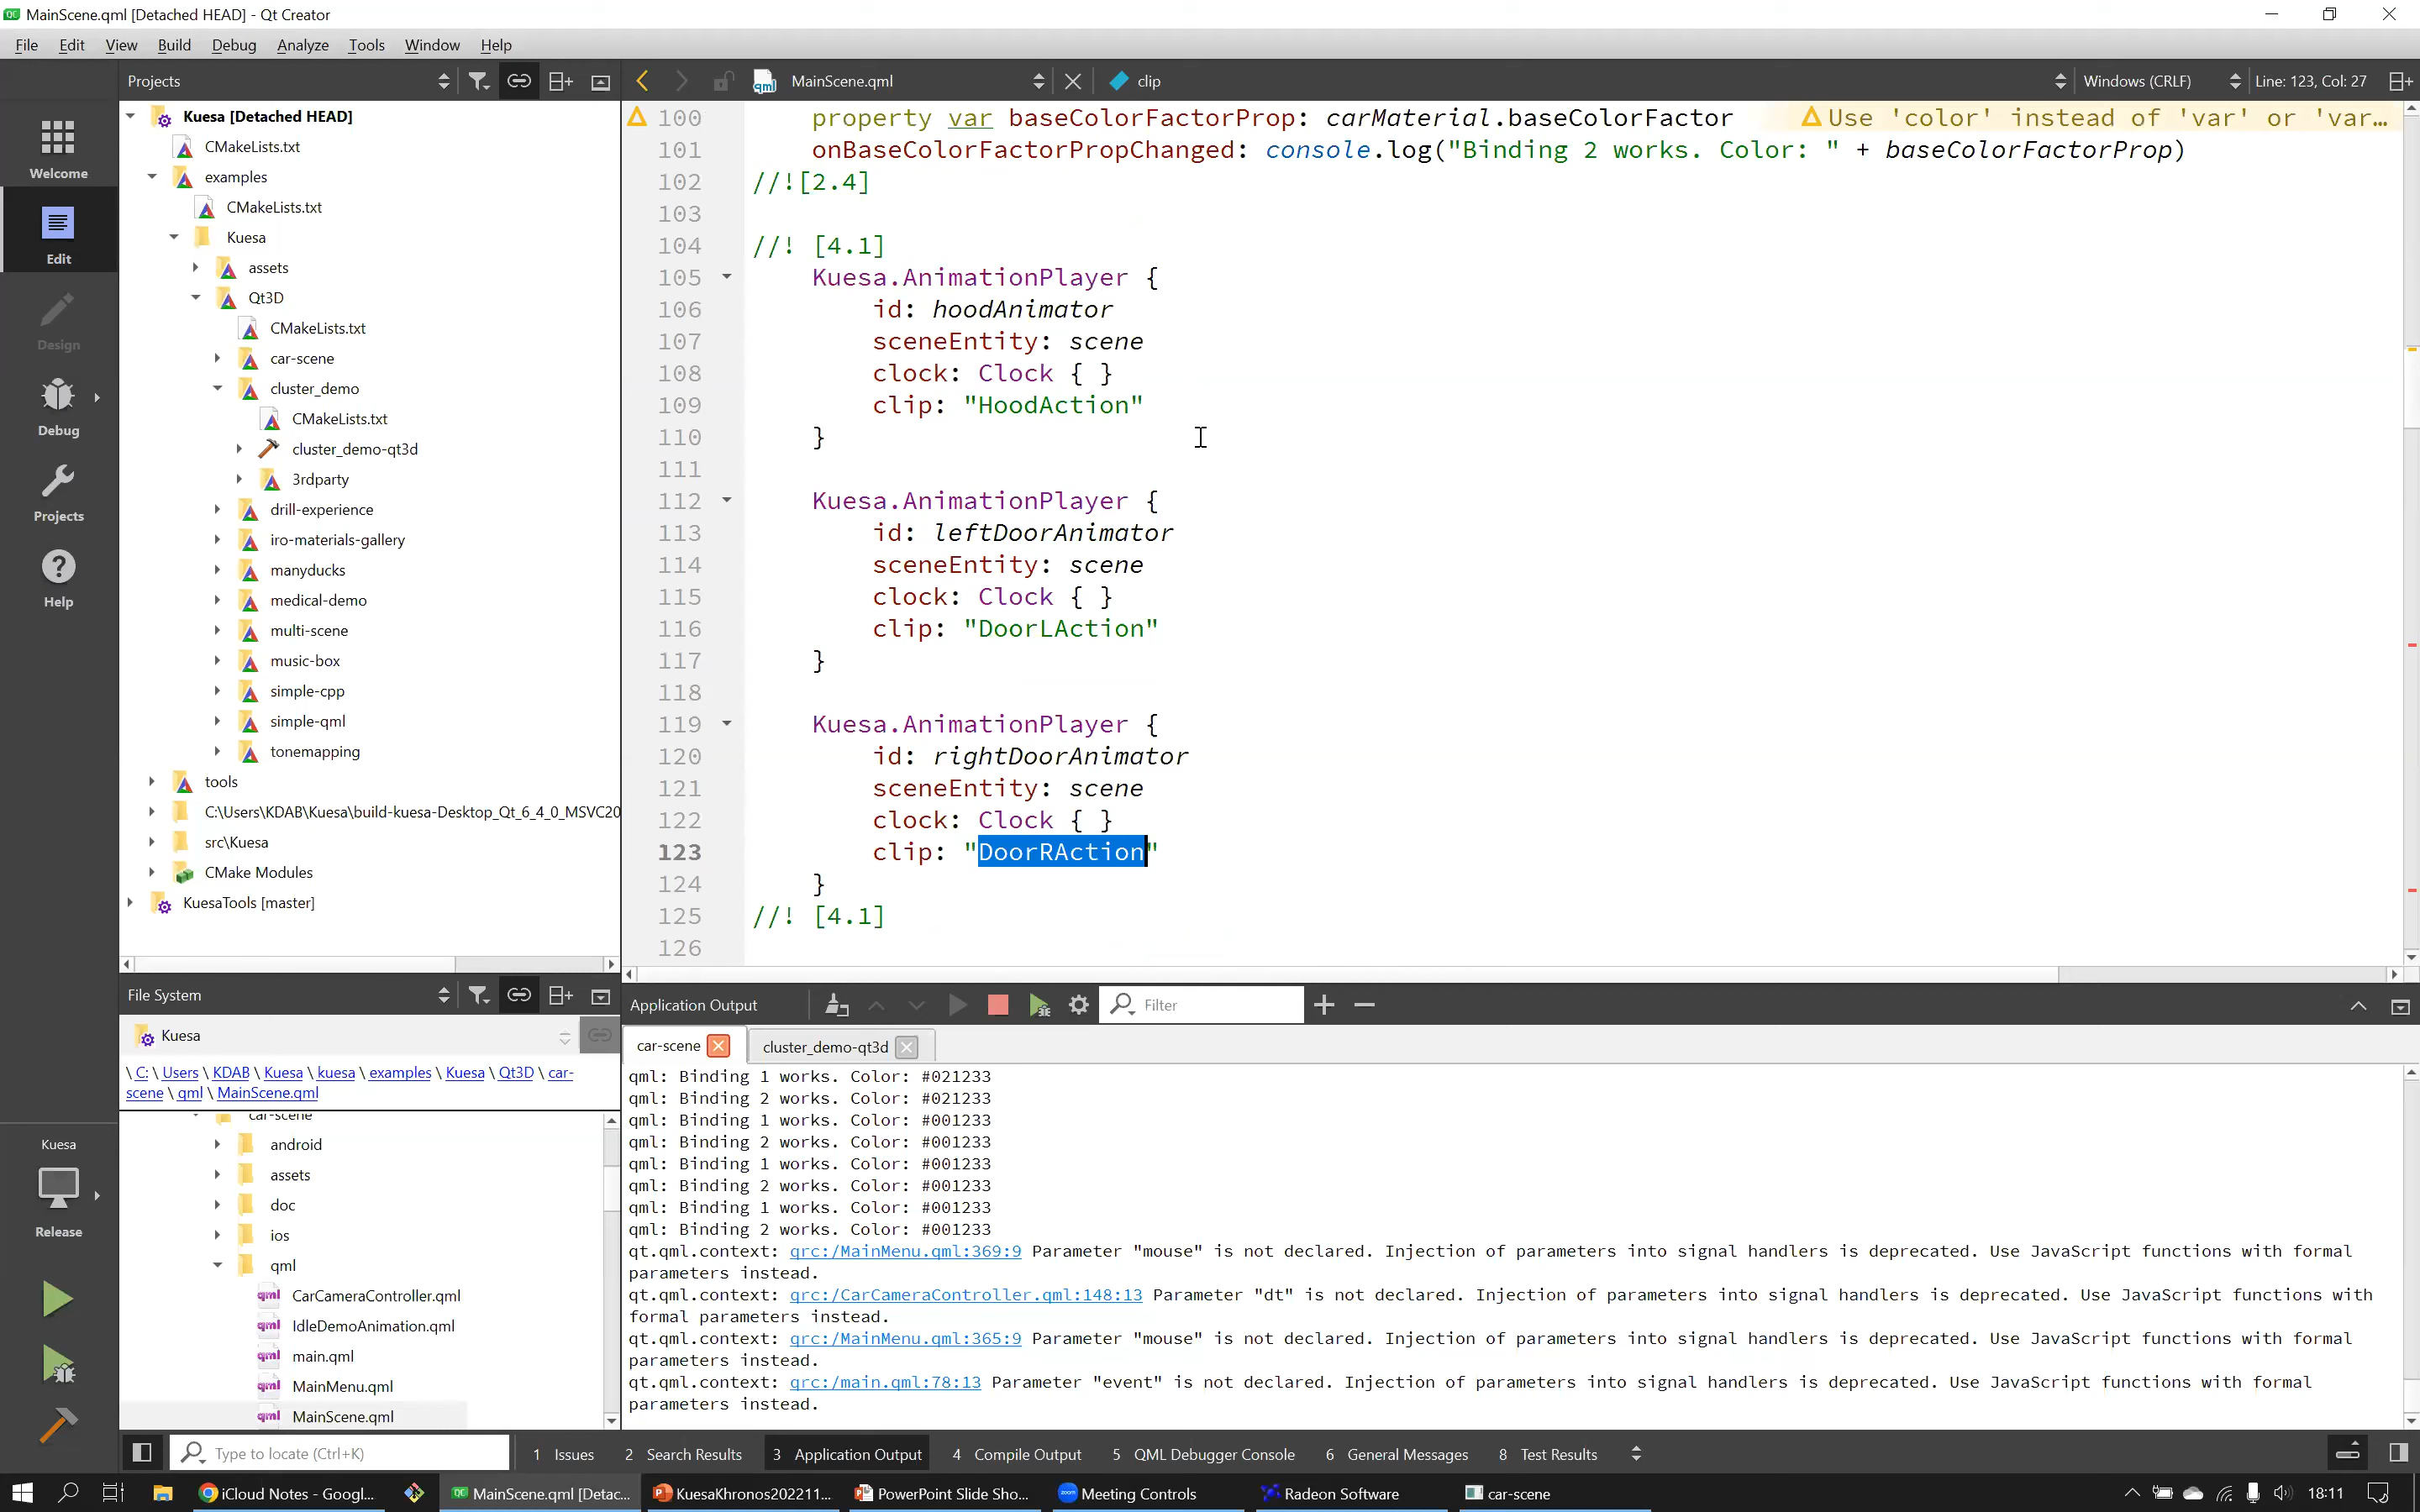 MainScene.qml [Detached HEAD] - Qt Creator
File Edit View Build Debug Analyze Tools Window Help
Projects
MainScene.qml
clip
Windows (CRLF)
Line: 123, Col: 27
Welcome
Edit
Design
Debug
Projects
Help
Kuesa
Release
Kuesa [Detached HEAD]
CMakeLists.txt
examples
CMakeLists.txt
Kuesa
assets
Qt3D
CMakeLists.txt
car-scene
cluster_demo
CMakeLists.txt
cluster_demo-qt3d
3rdparty
drill-experience
iro-materials-gallery
manyducks
medical-demo
multi-scene
music-box
simple-cpp
simple-qml
tonemapping
tools
C:\Users\KDAB\Kuesa\build-kuesa-Desktop_Qt_6_4_0_MSVC20
src\Kuesa
CMake Modules
KuesaTools [master]
100 property var baseColorFactorProp: carMaterial.baseColorFactor Use 'color' instead of 'var' or 'var…
101 onBaseColorFactorPropChanged: console.log("Binding 2 works. Color: " + baseColorFactorProp)
102 //![2.4]
103
104 //! [4.1]
105 Kuesa.AnimationPlayer {
106 id: hoodAnimator
107 sceneEntity: scene
108 clock: Clock { }
109 clip: "HoodAction"
110 }
111
112 Kuesa.AnimationPlayer {
113 id: leftDoorAnimator
114 sceneEntity: scene
115 clock: Clock { }
116 clip: "DoorLAction"
117 }
118
119 Kuesa.AnimationPlayer {
120 id: rightDoorAnimator
121 sceneEntity: scene
122 clock: Clock { }
123 clip: "DoorRAction"
124 }
125 //! [4.1]
126
File System
Kuesa
\ C: \ Users \ KDAB \ Kuesa \ kuesa \ examples \ Kuesa \ Qt3D \ car-
scene \ qml \ MainScene.qml
car-scene
android
assets
doc
ios
qml
CarCameraController.qml
IdleDemoAnimation.qml
main.qml
MainMenu.qml
MainScene.qml
Application Output
Filter
car-scene
cluster_demo-qt3d
qml: Binding 1 works. Color: #021233
qml: Binding 2 works. Color: #021233
qml: Binding 1 works. Color: #001233
qml: Binding 2 works. Color: #001233
qml: Binding 1 works. Color: #001233
qml: Binding 2 works. Color: #001233
qml: Binding 1 works. Color: #001233
qml: Binding 2 works. Color: #001233
qt.qml.context: qrc:/MainMenu.qml:369:9 Parameter "mouse" is not declared. Injection of parameters into signal handlers is deprecated. Use JavaScript functions with formal
parameters instead.
qt.qml.context: qrc:/CarCameraController.qml:148:13 Parameter "dt" is not declared. Injection of parameters into signal handlers is deprecated. Use JavaScript functions with
formal parameters instead.
qt.qml.context: qrc:/MainMenu.qml:365:9 Parameter "mouse" is not declared. Injection of parameters into signal handlers is deprecated. Use JavaScript functions with formal
parameters instead.
qt.qml.context: qrc:/main.qml:78:13 Parameter "event" is not declared. Injection of parameters into signal handlers is deprecated. Use JavaScript functions with formal
parameters instead.
Type to locate (Ctrl+K)
1 Issues
2 Search Results
3 Application Output
4 Compile Output
5 QML Debugger Console
6 General Messages
8 Test Results
iCloud Notes - Googl...
MainScene.qml [Detac...
KuesaKhronos202211...
PowerPoint Slide Sho...
Meeting Controls
Radeon Software
car-scene
18:11